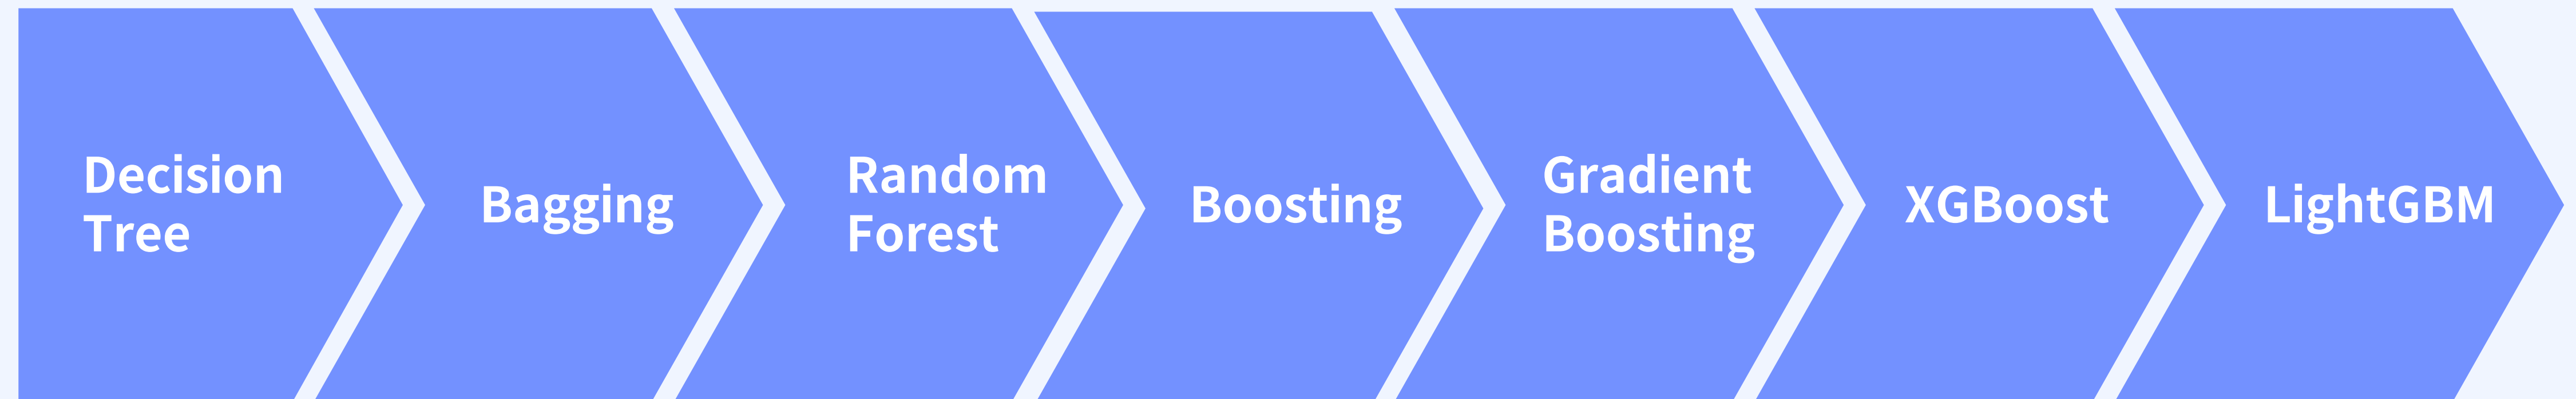 Decision
Tree
Bagging
Random
Forest
Boosting
Gradient
Boosting
XGBoost
LightGBM